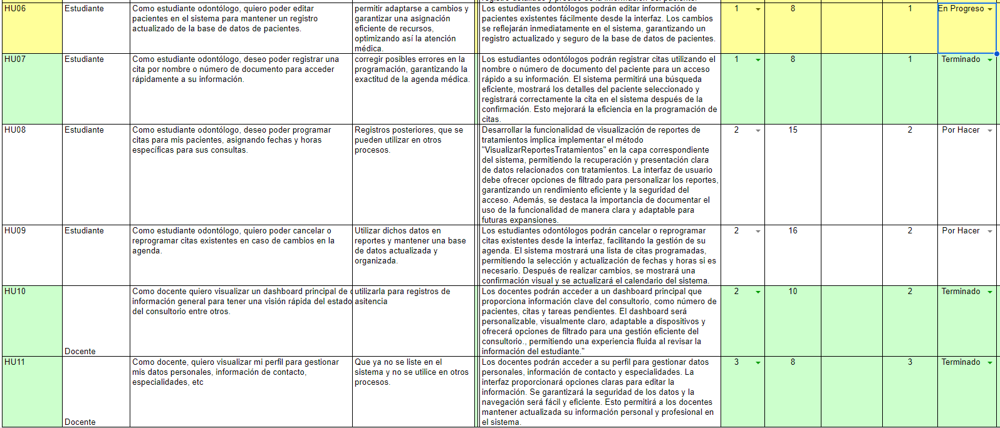 registro detallado y preciso de la información del paciente.
HU06
Estudiante
Como estudiante odontólogo, quiero poder editar
pacientes en el sistema para mantener un registro
actualizado de la base de datos de pacientes.
permitir adaptarse a cambios y
garantizar una asignación
eficiente de recursos,
optimizando así la atención
médica.
Los estudiantes odontólogos podrán editar información de
pacientes existentes fácilmente desde la interfaz. Los cambios
se reflejarán inmediatamente en el sistema, garantizando un
registro actualizado y seguro de la base de datos de pacientes.
1
8
1
En Progreso
HU07
Estudiante
Como estudiante odontólogo, deseo poder registrar una
cita por nombre o número de documento para acceder
rápidamente a su información.
corregir posibles errores en la
programación, garantizando la
exactitud de la agenda médica.
Los estudiantes odontólogos podrán registrar citas utilizando el
nombre o número de documento del paciente para un acceso
rápido a su información. El sistema permitirá una búsqueda
eficiente, mostrará los detalles del paciente seleccionado y
registrará correctamente la cita en el sistema después de la
confirmación. Esto mejorará la eficiencia en la programación de
citas.
1
8
1
Terminado
HU08
Estudiante
Como estudiante odontólogo, deseo poder programar
citas para mis pacientes, asignando fechas y horas
específicas para sus consultas.
Registros posteriores, que se
pueden utilizar en otros
procesos.
Desarrollar la funcionalidad de visualización de reportes de
tratamientos implica implementar el método
"VisualizarReportesTratamientos" en la capa correspondiente
del sistema, permitiendo la recuperación y presentación clara
de datos relacionados con tratamientos. La interfaz de usuario
debe ofrecer opciones de filtrado para personalizar los reportes,
garantizando un rendimiento eficiente y la seguridad del
acceso. Además, se destaca la importancia de documentar el
uso de la funcionalidad de manera clara y adaptable para
futuras expansiones.
2
15
2
Por Hacer
HU09
Estudiante
Como estudiante odontólogo, quiero poder cancelar o
reprogramar citas existentes en caso de cambios en la
agenda.
Utilizar dichos datos en
reportes y mantener una base
de datos actualizada y
organizada.
Los estudiantes odontólogos podrán cancelar o reprogramar
citas existentes desde la interfaz, facilitando la gestión de su
agenda. El sistema mostrará una lista de citas programadas,
permitiendo la selección y actualización de fechas y horas si es
necesario. Después de realizar cambios, se mostrará una
confirmación visual y se actualizará el calendario del sistema.
2
16
2
Por Hacer
HU10
Docente
Como docente quiero visualizar un dashboard principal de
información general para tener una visión rápida del estado
del consultorio entre otros.
utilizarla para registros de
asitencia
Los docentes podrán acceder a un dashboard principal que
proporciona información clave del consultorio, como número de
pacientes, citas y tareas pendientes. El dashboard será
personalizable, visualmente claro, adaptable a dispositivos y
ofrecerá opciones de filtrado para una gestión eficiente del
consultorio., permitiendo una experiencia fluida al revisar la
información del estudiante."
2
10
2
Terminado
HU11
Docente
Como docente, quiero visualizar mi perfil para gestionar
mis datos personales, información de contacto,
especialidades, etc
Que ya no se liste en el
sistema y no se utilice en otros
procesos.
Los docentes podrán acceder a su perfil para gestionar datos
personales, información de contacto y especialidades. La
interfaz proporcionará opciones claras para editar la
información. Se garantizará la seguridad de los datos y la
navegación será fácil y eficiente. Esto permitirá a los docentes
mantener actualizada su información personal y profesional en
el sistema.
3
8
3
Terminado